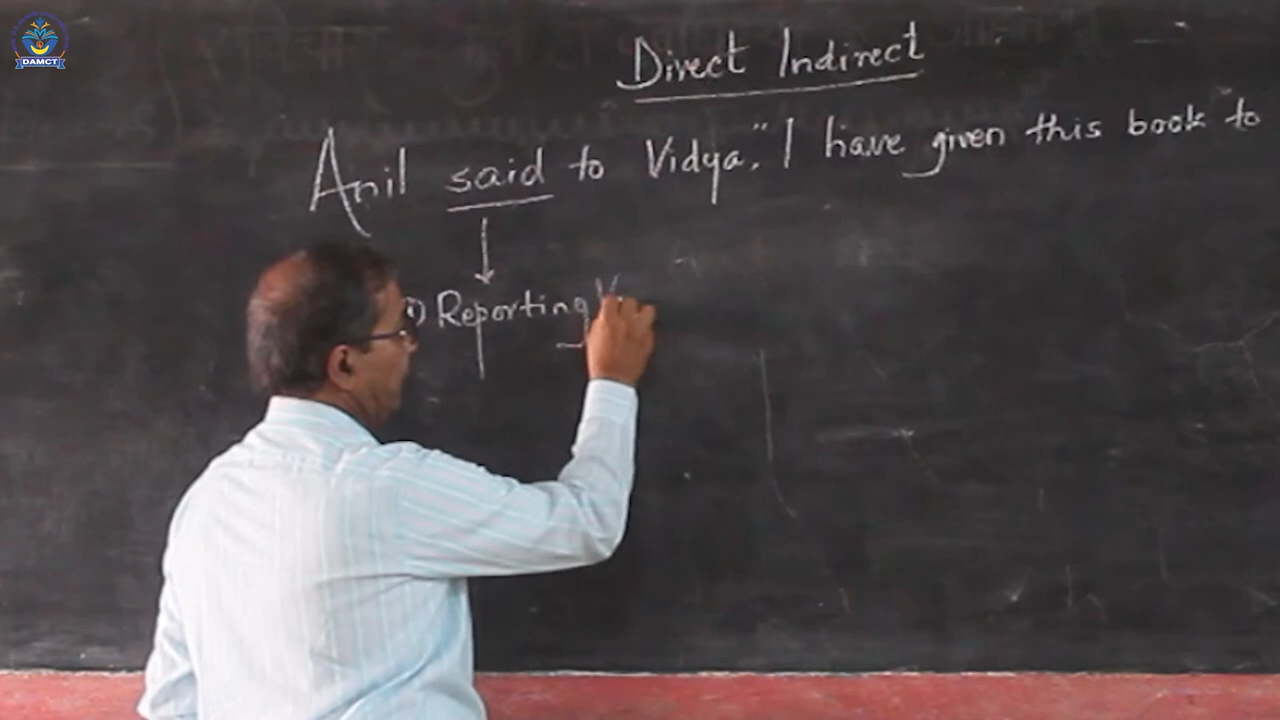 DAMCT
Direct Indirect
Anil said to Vidya, "I have given this book to
1) Reporting V